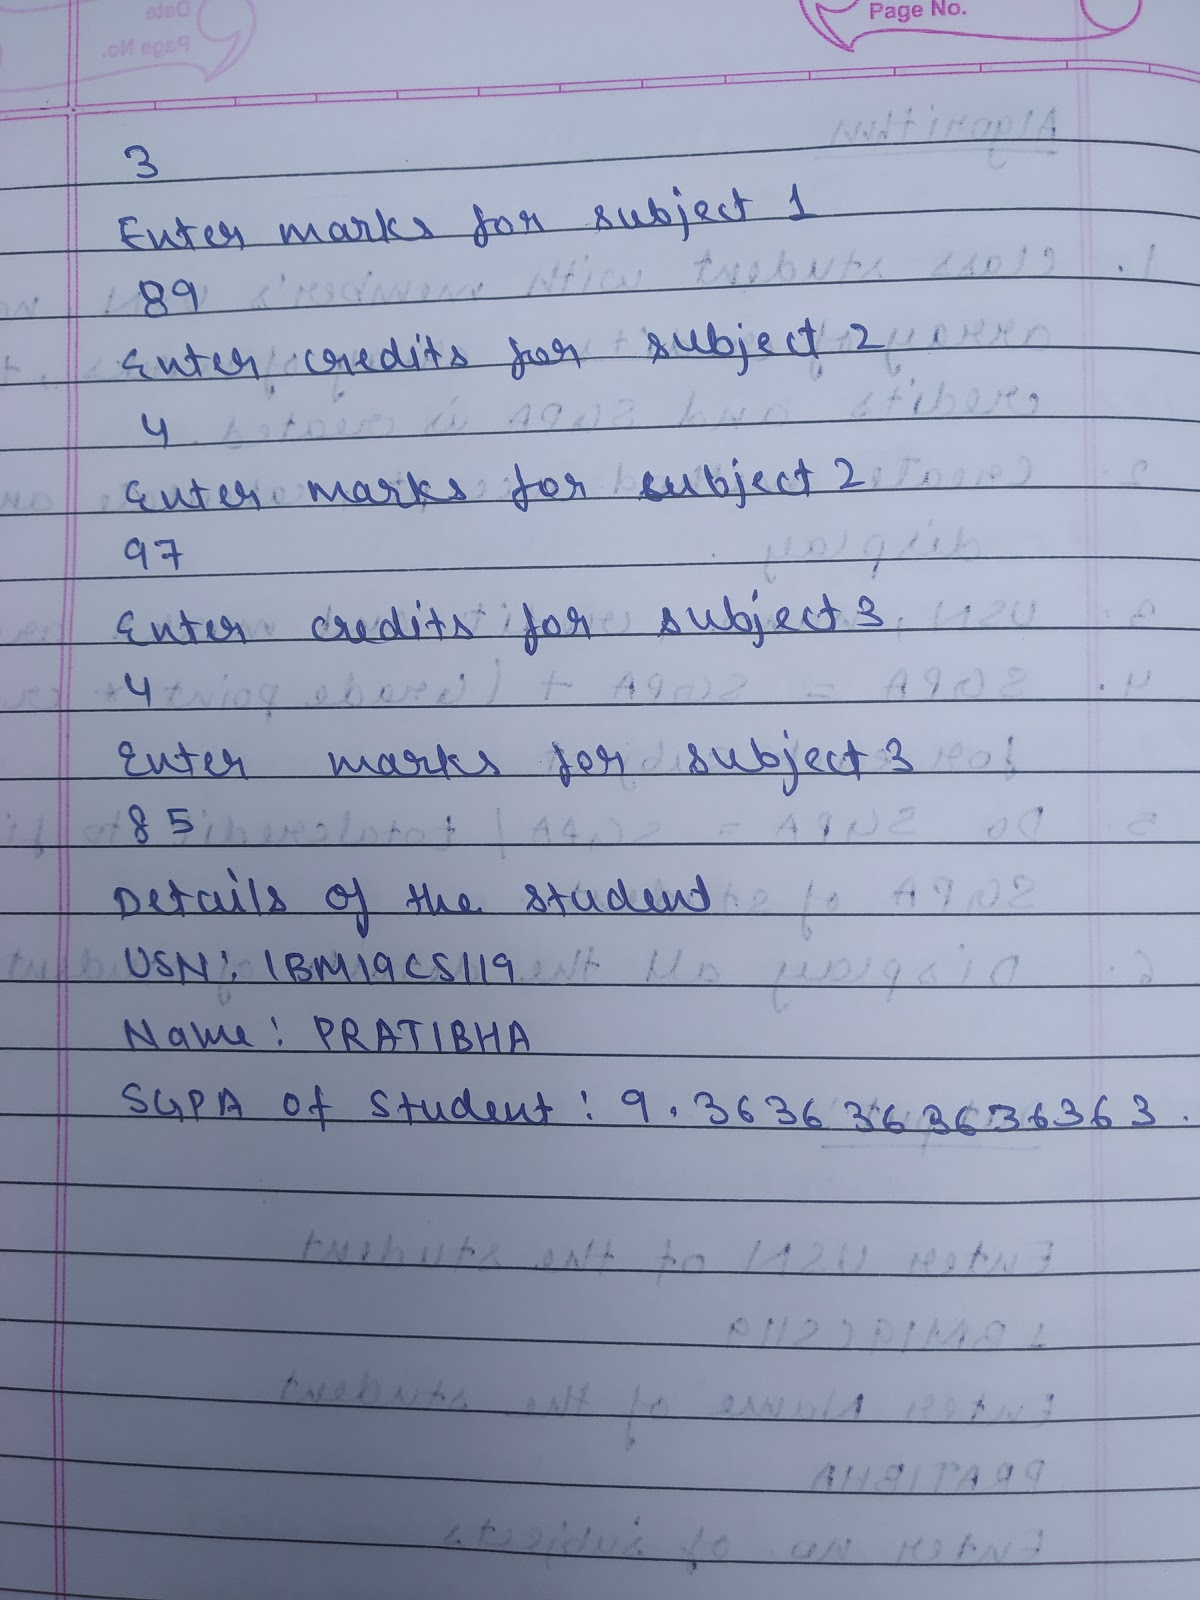 Page No.
3
Enter marks for subject 1
89
Enter credits for subject 2
4
Enter marks for subject 2
97
Enter credits for subject 3
4
Enter marks for subject 3
85
Details of the student
USN: 1BM19CS119
Name: PRATIBHA
SGPA of student: 9.3636363636363.